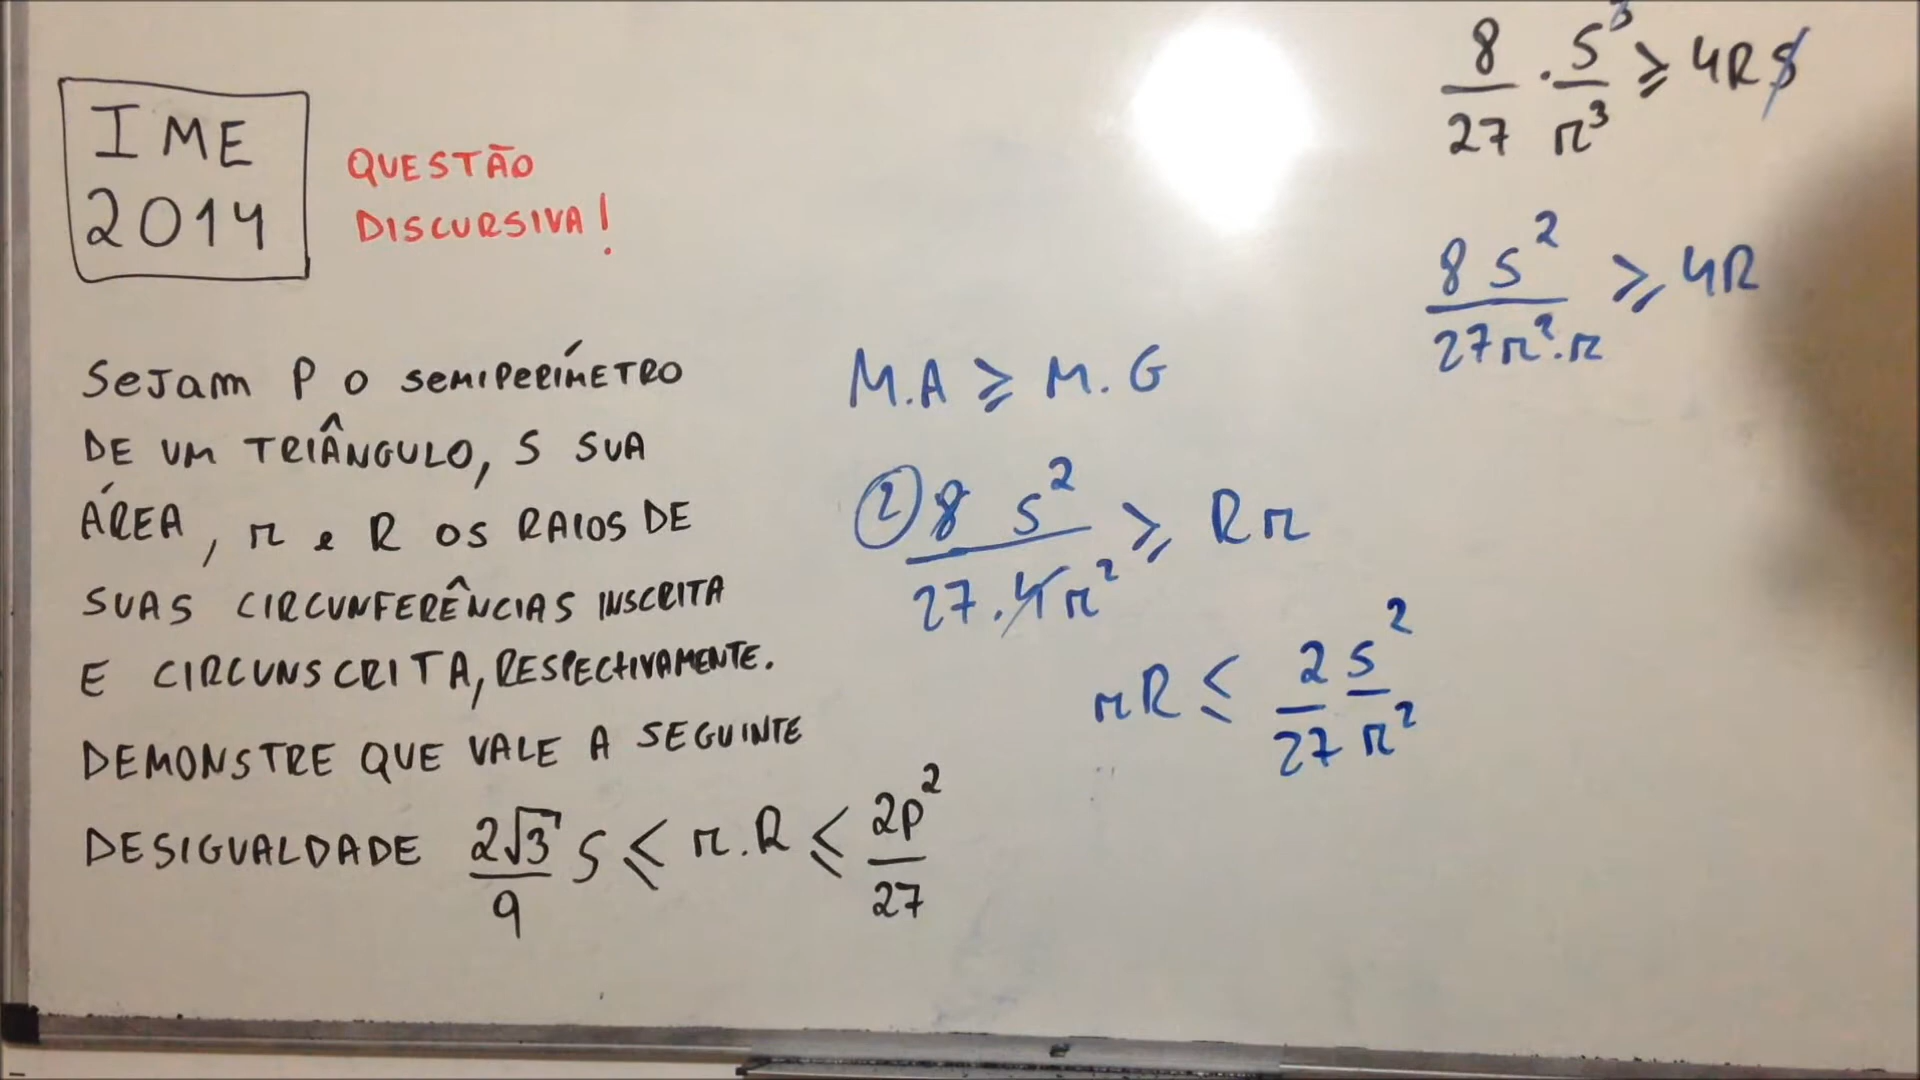 IME
2014
QUESTÃO
DISCURSIVA!
SEJAM P O SEMIPERÍMETRO
DE UM TRIÂNGULO, S SUA
ÁREA, r e R OS RAIOS DE
SUAS CIRCUNFERÊNCIAS INSCRITA
E CIRCUNSCRITA, RESPECTIVAMENTE.
DEMONSTRE QUE VALE A SEGUINTE
DESIGUALDADE 2√3/9 S ≤ r.R ≤ 2P²/27
M.A ≥ M.G
② 8 S²/27.4r² ≥ Rr
rR ≤ 2/27 S²/r²
8/27 . S³/r³ ≥ 4RS
8S²/27r².r ≥ 4R